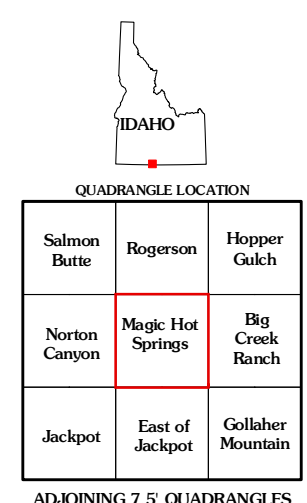 IDAHO
QUADRANGLE LOCATION
Salmon
Butte
Rogerson
Hopper
Gulch
Norton
Canyon
Magic Hot
Springs
Big
Creek
Ranch
Jackpot
East of
Jackpot
Gollaher
Mountain
ADJOINING 7.5' QUADRANGLES